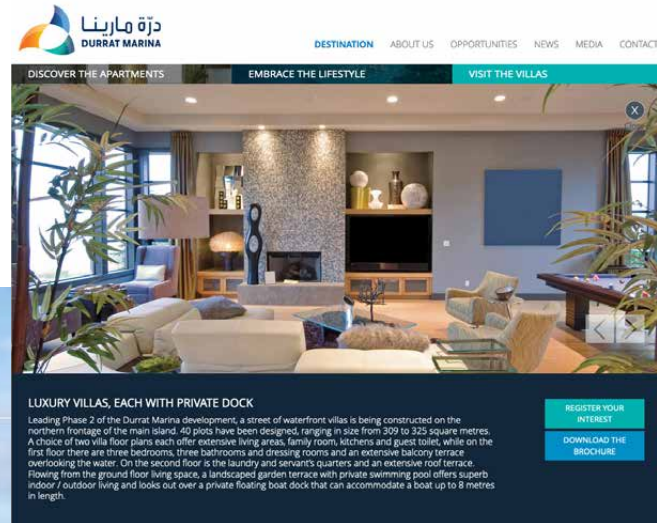 درّة مارينا
DURRAT MARINA
DESTINATION ABOUT US OPPORTUNITIES NEWS MEDIA CONTACT
DISCOVER THE APARTMENTS EMBRACE THE LIFESTYLE VISIT THE VILLAS
X
LUXURY VILLAS, EACH WITH PRIVATE DOCK
Leading Phase 2 of the Durrat Marina development, a street of waterfront villas is being constructed on the
northern frontage of the main island. 40 plots have been designed, ranging in size from 309 to 325 square metres.
A choice of two villa floor plans each offer extensive living areas, family room, kitchens and guest toilet, while on the
first floor there are three bedrooms, three bathrooms and dressing rooms and an extensive balcony terrace
overlooking the water. On the second floor is the laundry and servant's quarters and an extensive roof terrace.
Flowing from the ground floor living space, a landscaped garden terrace with private swimming pool offers superb
indoor / outdoor living and looks out over a private floating boat dock that can accommodate a boat up to 8 metres
in length.
REGISTER YOUR
INTEREST
DOWNLOAD THE
BROCHURE